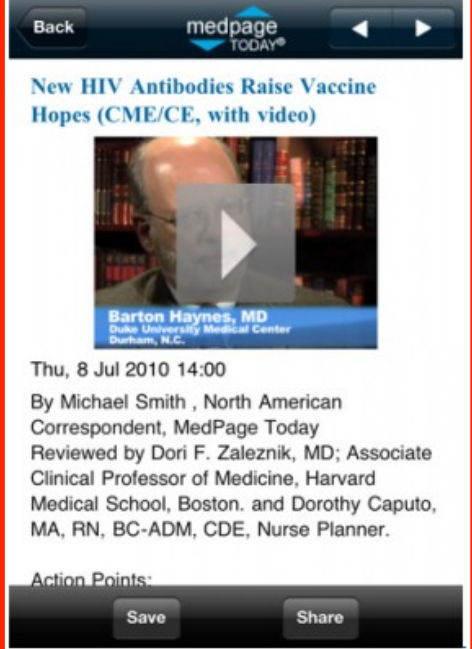 Back
medpage
TODAY®
New HIV Antibodies Raise Vaccine
Hopes (CME/CE, with video)
Barton Haynes, MD
Duke University Medical Center
Durham, N.C.
Thu, 8 Jul 2010 14:00
By Michael Smith , North American
Correspondent, MedPage Today
Reviewed by Dori F. Zaleznik, MD; Associate
Clinical Professor of Medicine, Harvard
Medical School, Boston. and Dorothy Caputo,
MA, RN, BC-ADM, CDE, Nurse Planner.
Action Points:
Save Share